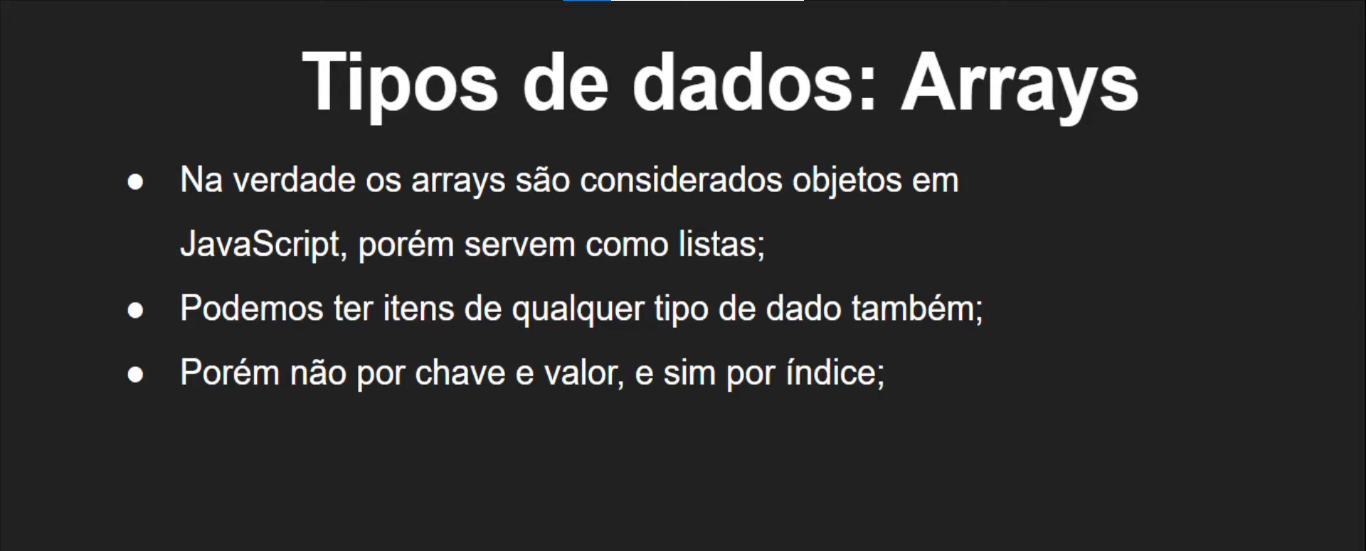 Tipos de dados: Arrays
● Na verdade os arrays são considerados objetos em
JavaScript, porém servem como listas;
● Podemos ter itens de qualquer tipo de dado também;
● Porém não por chave e valor, e sim por índice;